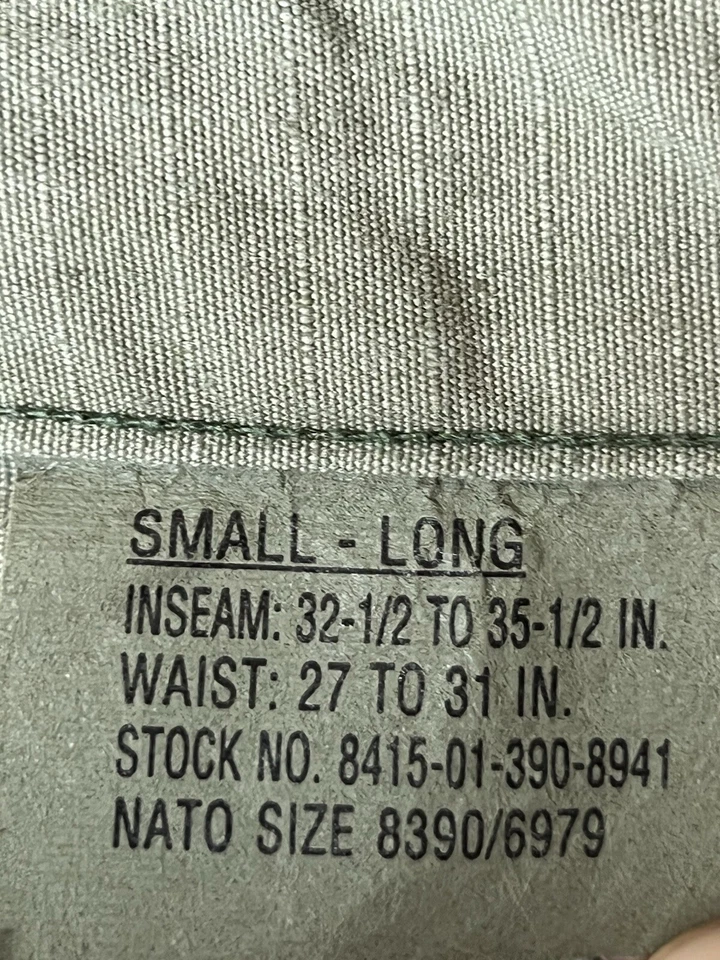 SMALL - LONG
INSEAM: 32-1/2 TO 35-1/2 IN.
WAIST: 27 TO 31 IN.
STOCK NO. 8415-01-390-8941
NATO SIZE 8390/6979